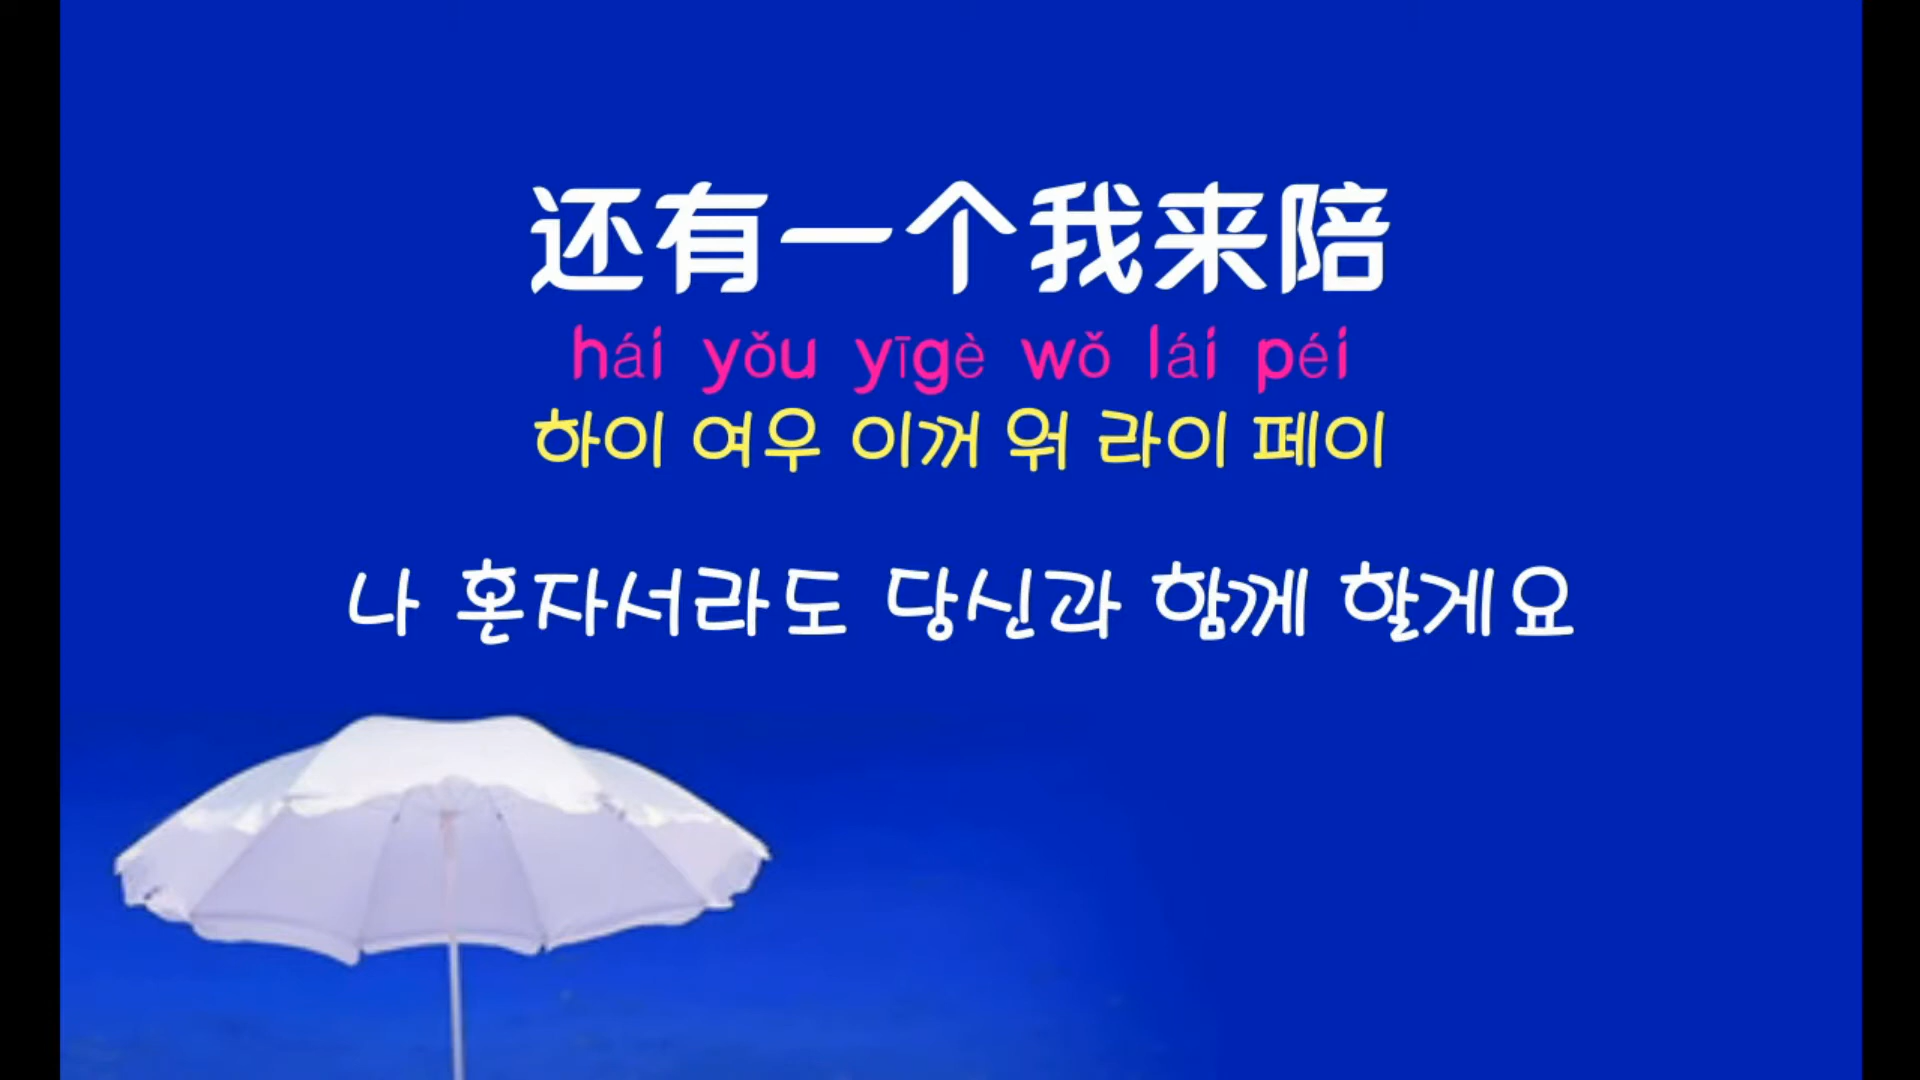 还有一个我来陪
hái yǒu yīgè wǒ lái péi
하이 여우 이꺼 워 라이 페이
나 혼자서라도 당신과 함께 할게요